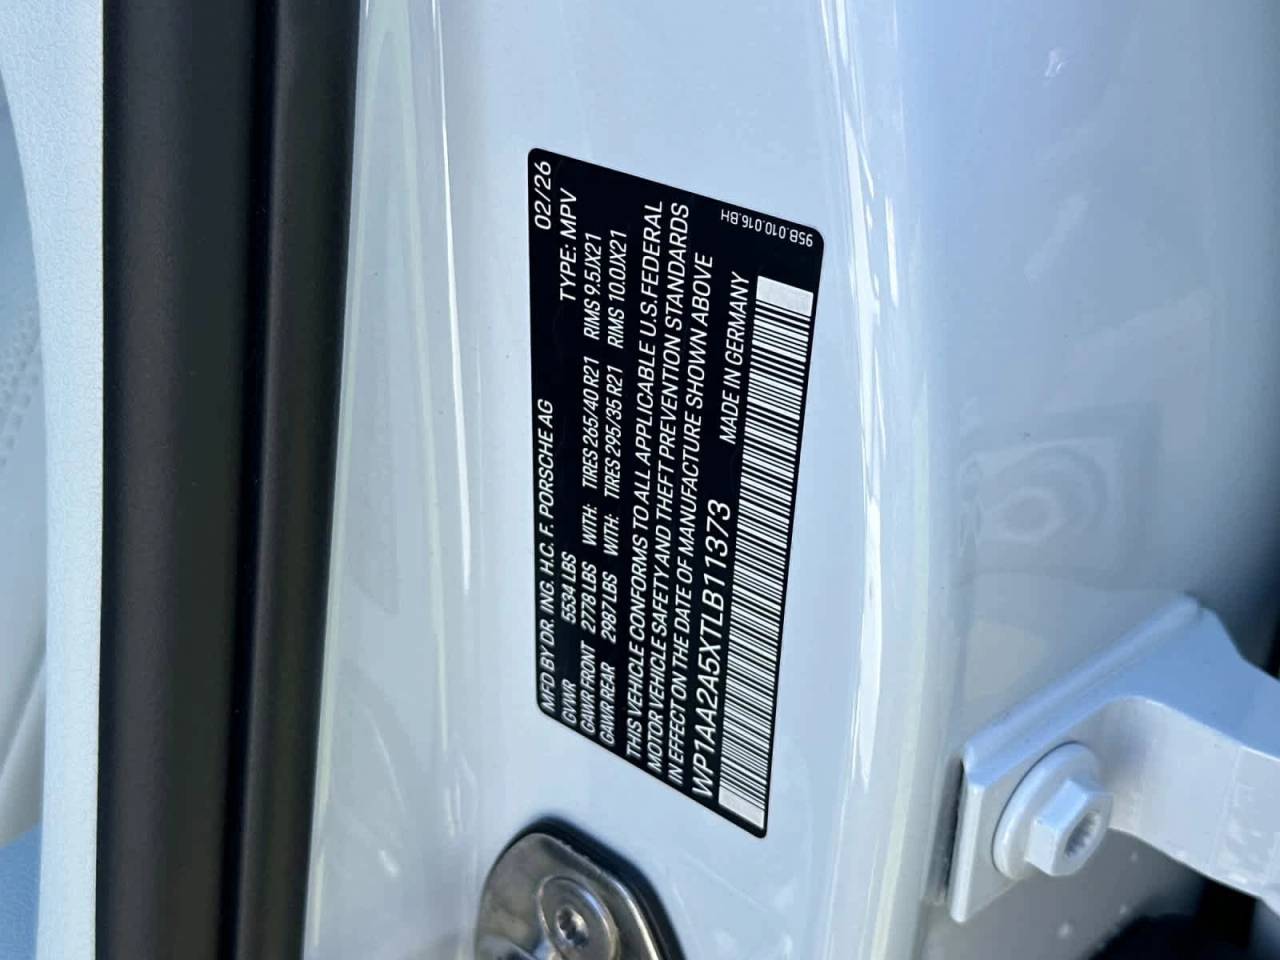 02/26
MFD BY DR. ING. H.C. F. PORSCHE AG
GVWR 5534 LBS TYPE: MPV
GAWR FRONT 2778 LBS WITH: TIRES 265/40 R21 RIMS 9.5JX21
GAWR REAR 2987 LBS WITH: TIRES 295/35 R21 RIMS 10.0JX21
THIS VEHICLE CONFORMS TO ALL APPLICABLE U.S.FEDERAL
MOTOR VEHICLE SAFETY AND THEFT PREVENTION STANDARDS
IN EFFECT ON THE DATE OF MANUFACTURE SHOWN ABOVE
WP1AA2A5XTLB11373 MADE IN GERMANY
95B.010.016.BH